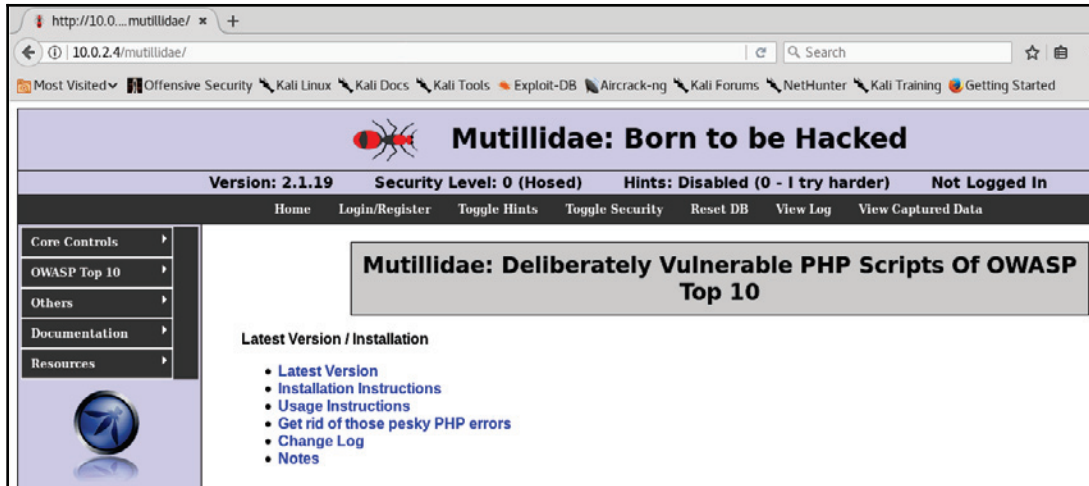 http://10.0....mutillidae/ × +
10.0.2.4/mutillidae/ Search
Most Visited Offensive Security Kali Linux Kali Docs Kali Tools Exploit-DB Aircrack-ng Kali Forums NetHunter Kali Training Getting Started
Mutillidae: Born to be Hacked
Version: 2.1.19 Security Level: 0 (Hosed) Hints: Disabled (0 - I try harder) Not Logged In
Home Login/Register Toggle Hints Toggle Security Reset DB View Log View Captured Data
Core Controls
OWASP Top 10
Others
Documentation
Resources
Mutillidae: Deliberately Vulnerable PHP Scripts Of OWASP
Top 10
Latest Version / Installation
• Latest Version
• Installation Instructions
• Usage Instructions
• Get rid of those pesky PHP errors
• Change Log
• Notes